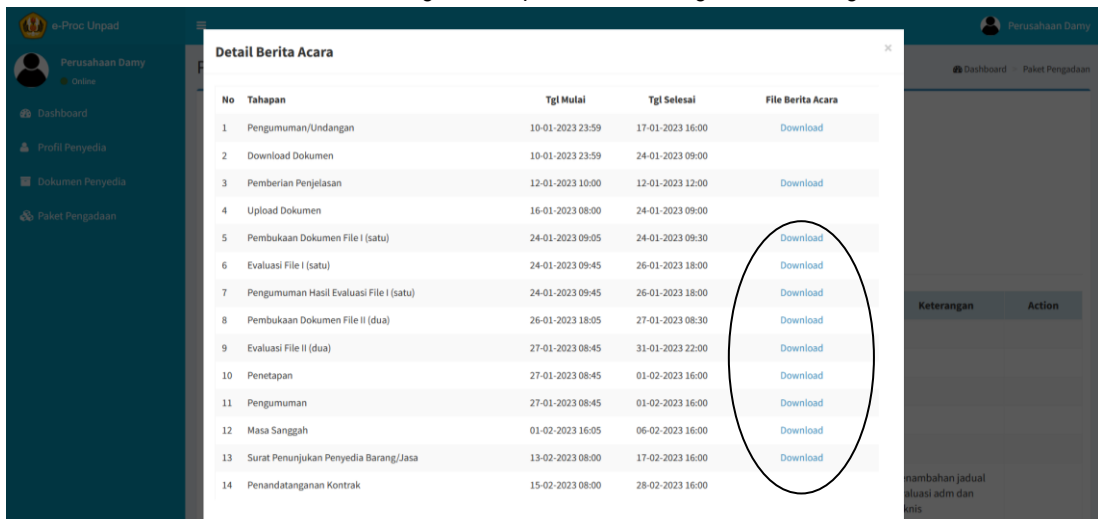 e-Proc Unpad
Perusahaan Damy
Perusahaan Damy
Online
Dashboard
Profil Penyedia
Dokumen Penyedia
Paket Pengadaan
Dashboard > Paket Pengadaan
Detail Berita Acara ×
No Tahapan Tgl Mulai Tgl Selesai File Berita Acara
1 Pengumuman/Undangan 10-01-2023 23:59 17-01-2023 16:00 Download
2 Download Dokumen 10-01-2023 23:59 24-01-2023 09:00
3 Pemberian Penjelasan 12-01-2023 10:00 12-01-2023 12:00 Download
4 Upload Dokumen 16-01-2023 08:00 24-01-2023 09:00
5 Pembukaan Dokumen File I (satu) 24-01-2023 09:05 24-01-2023 09:30 Download
6 Evaluasi File I (satu) 24-01-2023 09:45 26-01-2023 18:00 Download
7 Pengumuman Hasil Evaluasi File I (satu) 24-01-2023 09:45 26-01-2023 18:00 Download
8 Pembukaan Dokumen File II (dua) 26-01-2023 18:05 27-01-2023 08:30 Download
9 Evaluasi File II (dua) 27-01-2023 08:45 31-01-2023 22:00 Download
10 Penetapan 27-01-2023 08:45 01-02-2023 16:00 Download
11 Pengumuman 27-01-2023 08:45 01-02-2023 16:00 Download
12 Masa Sanggah 01-02-2023 16:05 06-02-2023 16:00 Download
13 Surat Penunjukan Penyedia Barang/Jasa 13-02-2023 08:00 17-02-2023 16:00 Download
14 Penandatanganan Kontrak 15-02-2023 08:00 28-02-2023 16:00
Keterangan Action
enambahan jadual
aluasi adm dan
knis